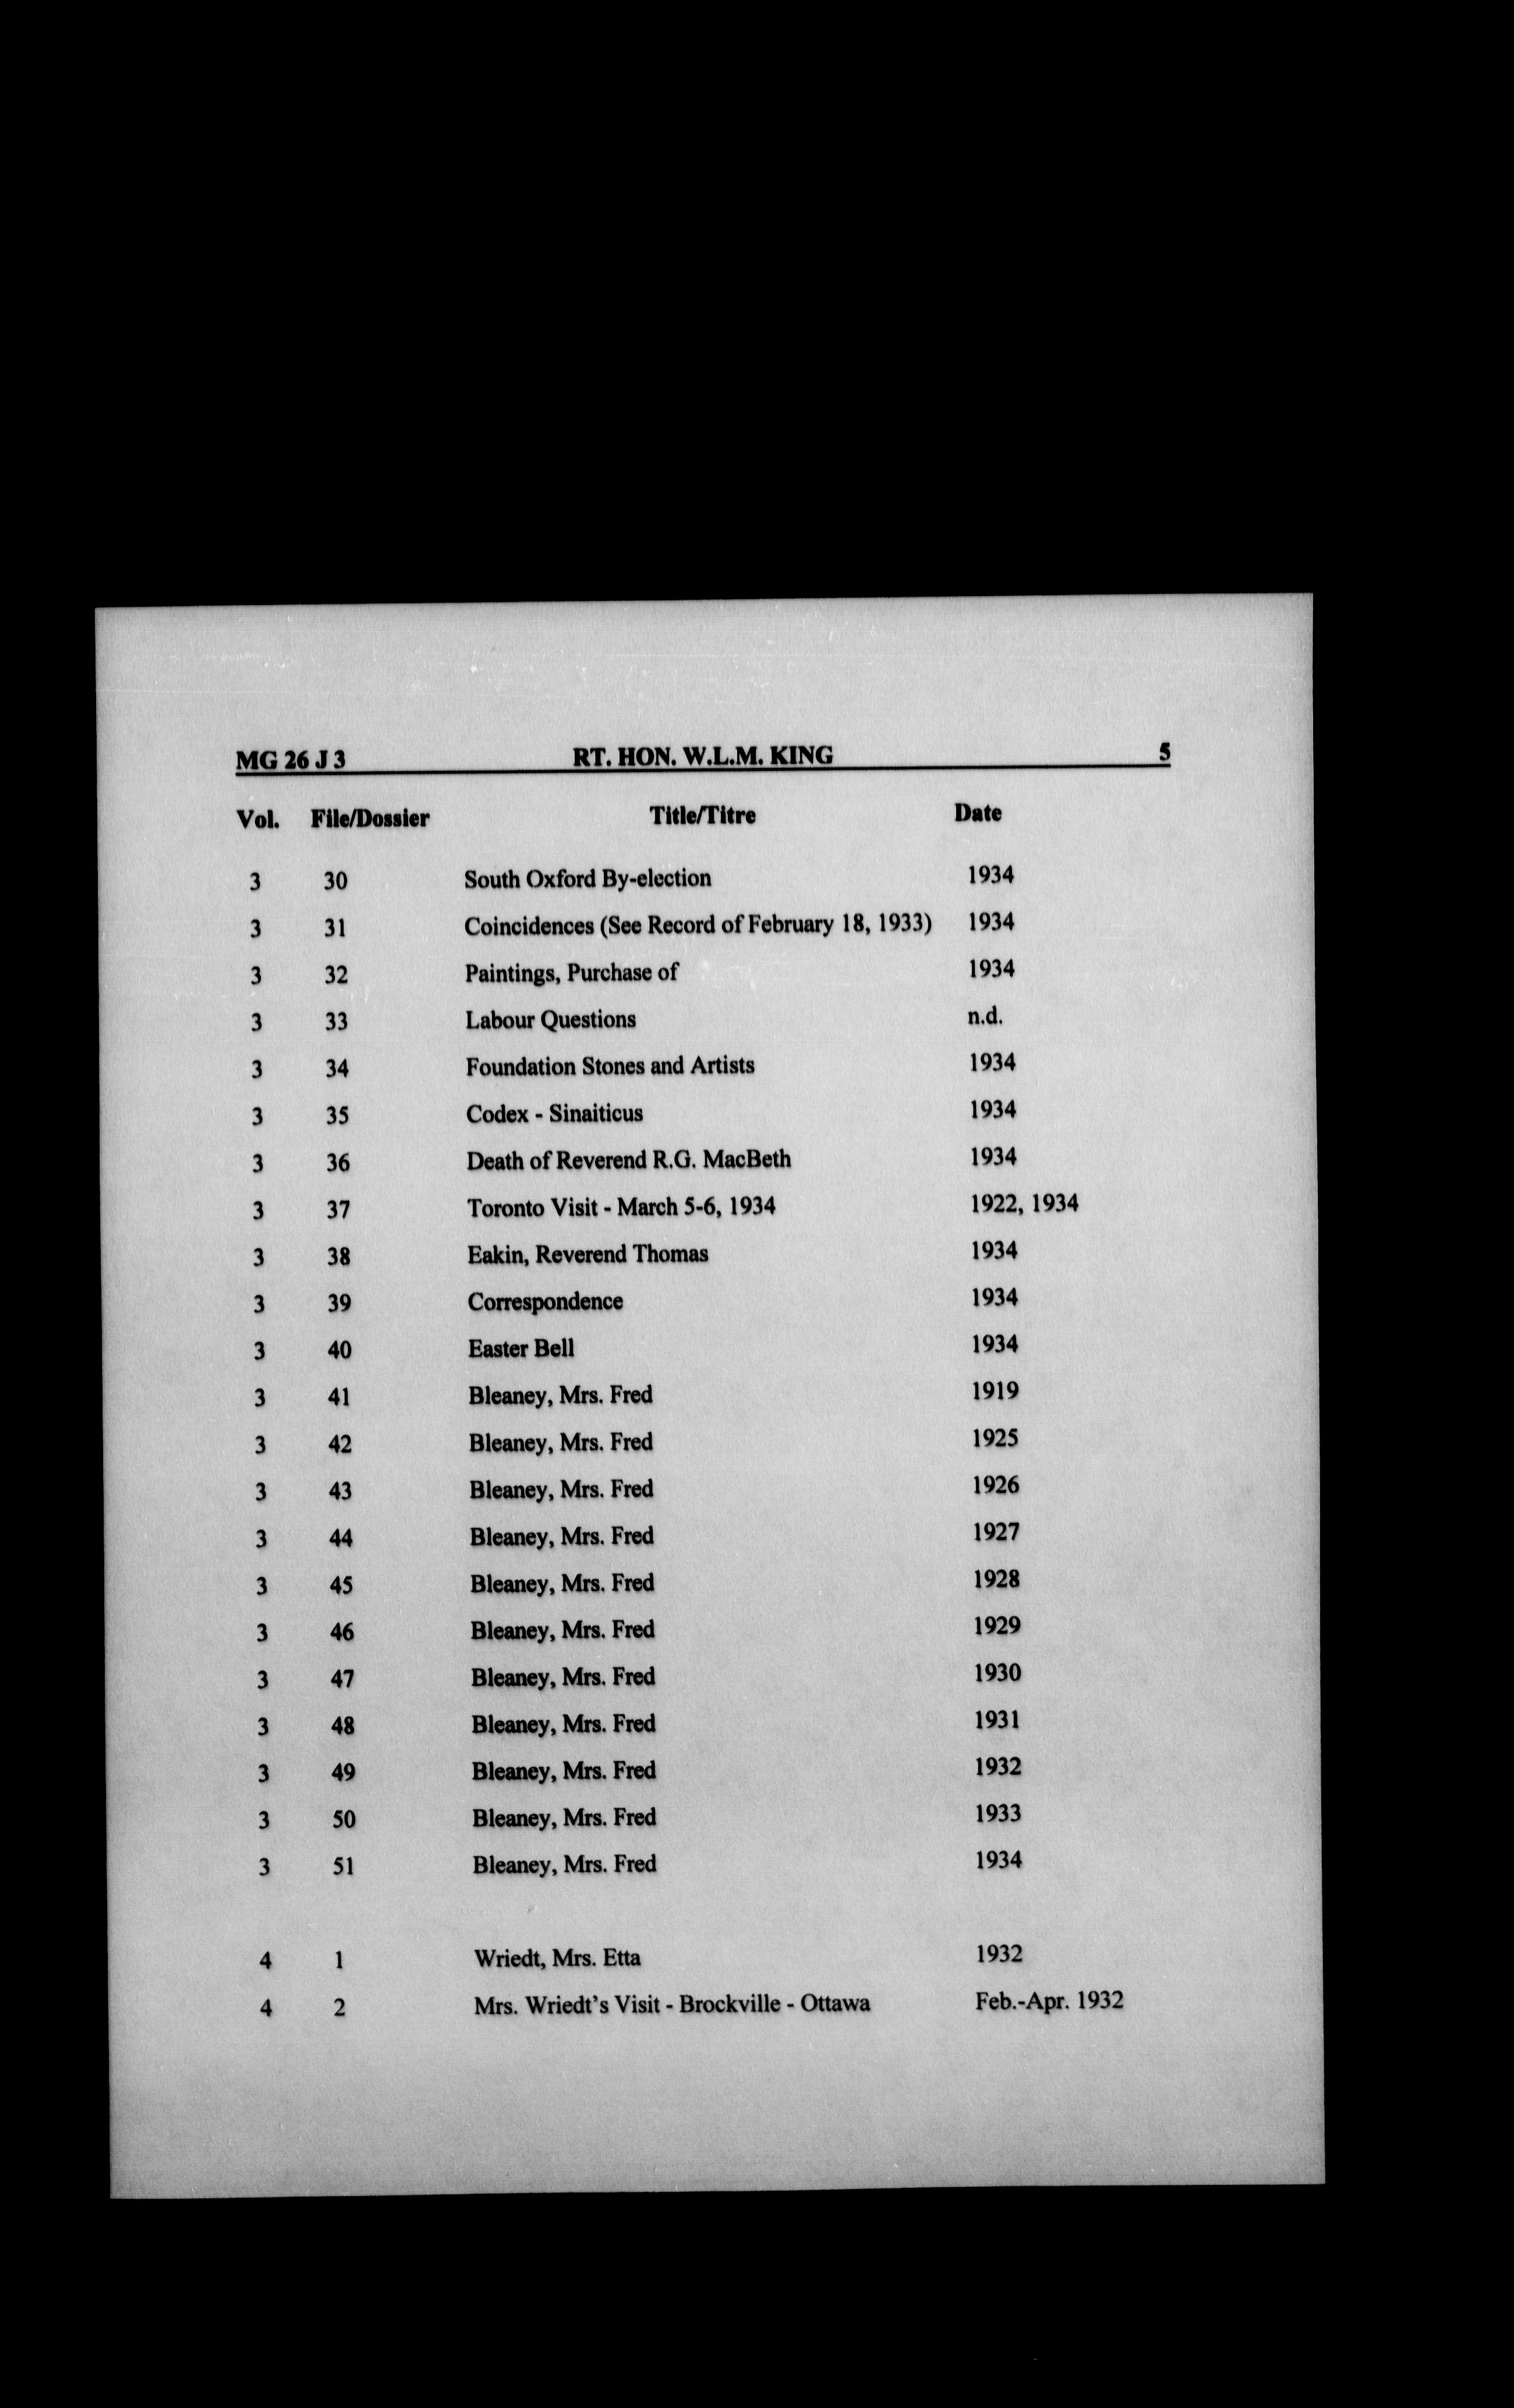 MG 26 J 3 RT. HON. W.L.M. KING 5
Vol. File/Dossier Title/Titre Date
3 30 South Oxford By-election 1934
3 31 Coincidences (See Record of February 18, 1933) 1934
3 32 Paintings, Purchase of 1934
3 33 Labour Questions n.d.
3 34 Foundation Stones and Artists 1934
3 35 Codex - Sinaiticus 1934
3 36 Death of Reverend R.G. MacBeth 1934
3 37 Toronto Visit - March 5-6, 1934 1922, 1934
3 38 Eakin, Reverend Thomas 1934
3 39 Correspondence 1934
3 40 Easter Bell 1934
3 41 Bleaney, Mrs. Fred 1919
3 42 Bleaney, Mrs. Fred 1925
3 43 Bleaney, Mrs. Fred 1926
3 44 Bleaney, Mrs. Fred 1927
3 45 Bleaney, Mrs. Fred 1928
3 46 Bleaney, Mrs. Fred 1929
3 47 Bleaney, Mrs. Fred 1930
3 48 Bleaney, Mrs. Fred 1931
3 49 Bleaney, Mrs. Fred 1932
3 50 Bleaney, Mrs. Fred 1933
3 51 Bleaney, Mrs. Fred 1934
4 1 Wriedt, Mrs. Etta 1932
4 2 Mrs. Wriedt's Visit - Brockville - Ottawa Feb.-Apr. 1932